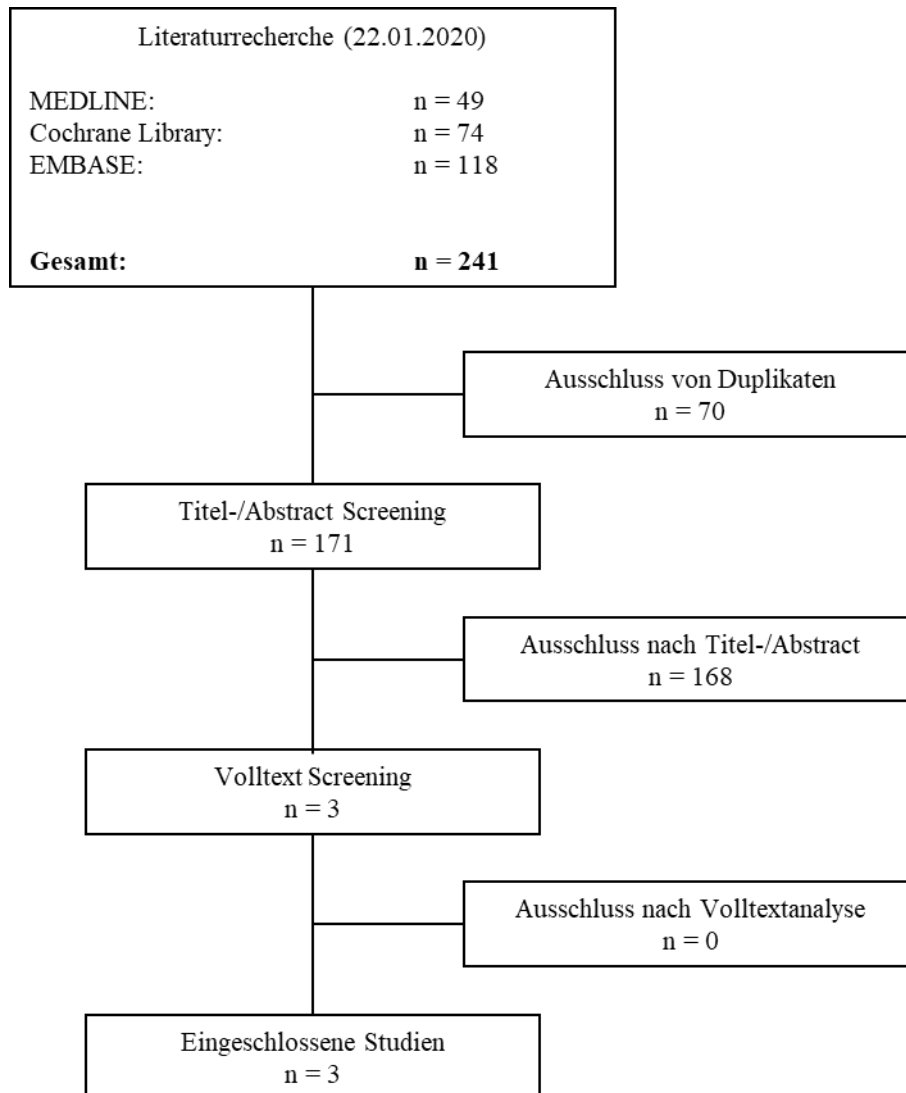 Literaturrecherche (22.01.2020)
MEDLINE: n = 49
Cochrane Library: n = 74
EMBASE: n = 118
Gesamt: n = 241
Ausschluss von Duplikaten
n = 70
Titel-/Abstract Screening
n = 171
Ausschluss nach Titel-/Abstract
n = 168
Volltext Screening
n = 3
Ausschluss nach Volltextanalyse
n = 0
Eingeschlossene Studien
n = 3